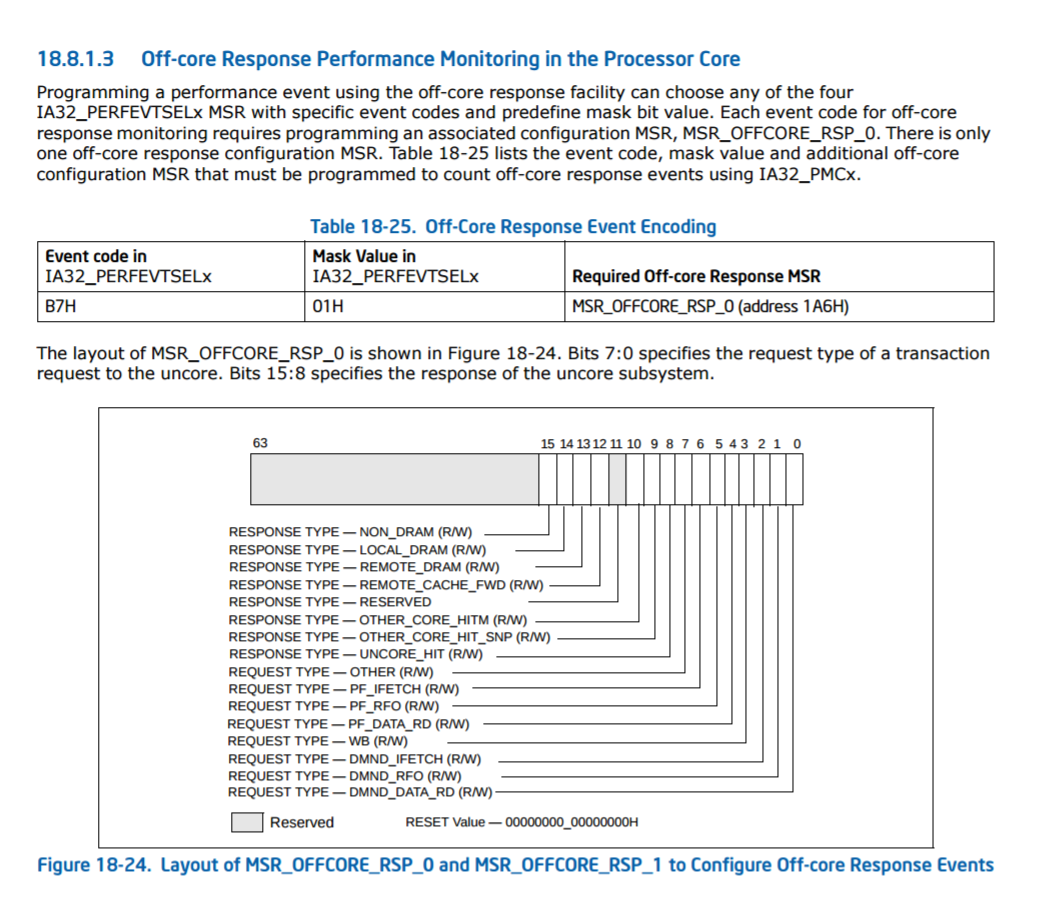 18.8.1.3 Off-core Response Performance Monitoring in the Processor Core
Programming a performance event using the off-core response facility can choose any of the four
IA32_PERFEVTSELx MSR with specific event codes and predefine mask bit value. Each event code for off-core
response monitoring requires programming an associated configuration MSR, MSR_OFFCORE_RSP_0. There is only
one off-core response configuration MSR. Table 18-25 lists the event code, mask value and additional off-core
configuration MSR that must be programmed to count off-core response events using IA32_PMCx.
Table 18-25. Off-Core Response Event Encoding
Event code in
IA32_PERFEVTSELx
Mask Value in
IA32_PERFEVTSELx
Required Off-core Response MSR
B7H 01H MSR_OFFCORE_RSP_0 (address 1A6H)
The layout of MSR_OFFCORE_RSP_0 is shown in Figure 18-24. Bits 7:0 specifies the request type of a transaction
request to the uncore. Bits 15:8 specifies the response of the uncore subsystem.
63 15 14 13 12 11 10 9 8 7 6 5 4 3 2 1 0
RESPONSE TYPE — NON_DRAM (R/W)
RESPONSE TYPE — LOCAL_DRAM (R/W)
RESPONSE TYPE — REMOTE_DRAM (R/W)
RESPONSE TYPE — REMOTE_CACHE_FWD (R/W)
RESPONSE TYPE — RESERVED
RESPONSE TYPE — OTHER_CORE_HITM (R/W)
RESPONSE TYPE — OTHER_CORE_HIT_SNP (R/W)
RESPONSE TYPE — UNCORE_HIT (R/W)
REQUEST TYPE — OTHER (R/W)
REQUEST TYPE — PF_IFETCH (R/W)
REQUEST TYPE — PF_RFO (R/W)
REQUEST TYPE — PF_DATA_RD (R/W)
REQUEST TYPE — WB (R/W)
REQUEST TYPE — DMND_IFETCH (R/W)
REQUEST TYPE — DMND_RFO (R/W)
REQUEST TYPE — DMND_DATA_RD (R/W)
Reserved RESET Value — 00000000_00000000H
Figure 18-24. Layout of MSR_OFFCORE_RSP_0 and MSR_OFFCORE_RSP_1 to Configure Off-core Response Events